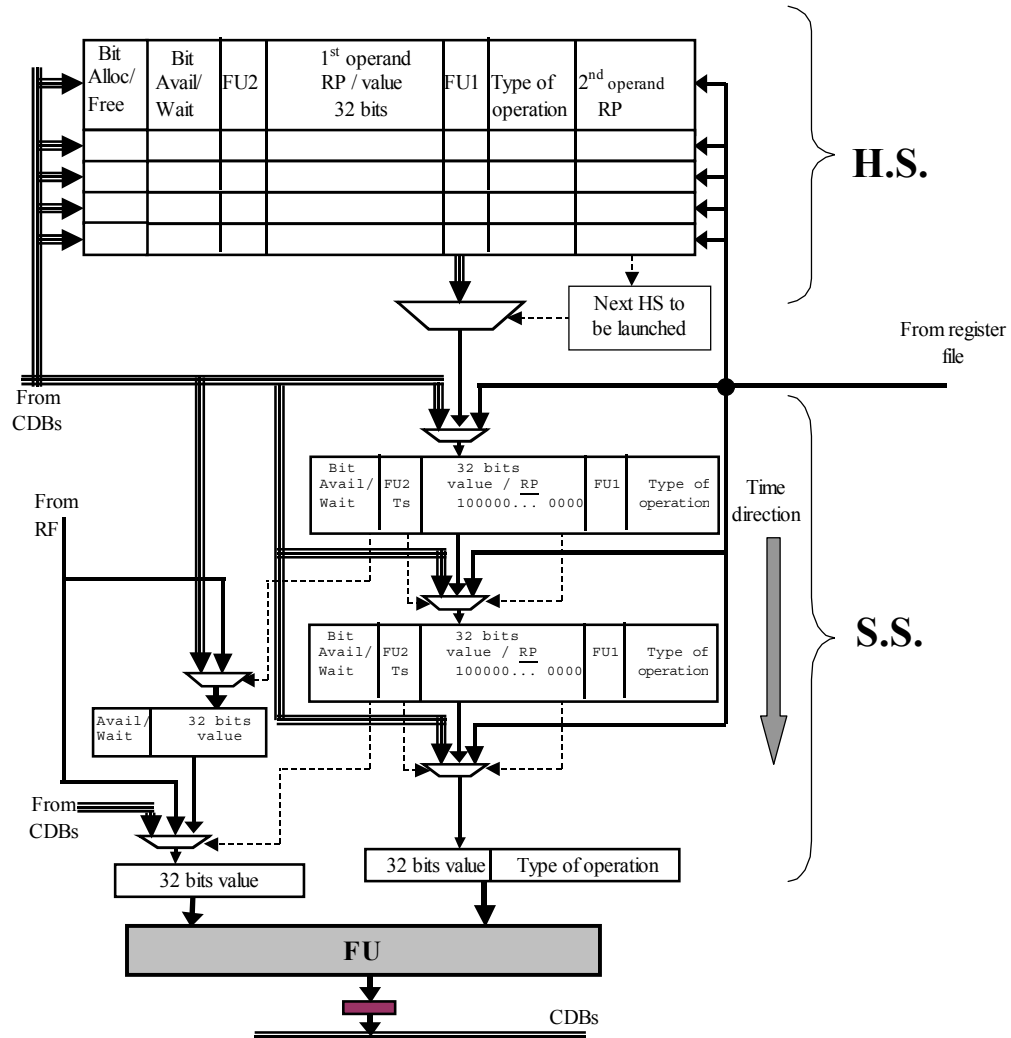 Bit
Alloc/
Free
Bit
Avail/
Wait
FU2
1st operand
RP / value
32 bits
FU1
Type of
operation
2nd operand
RP
H.S.
Next HS to
be launched
From register
file
From
CDBs
Bit
Avail/
Wait
FU2
Ts
32 bits
value / RP
100000... 0000
FU1
Type of
operation
From
RF
Time
direction
Bit
Avail/
Wait
FU2
Ts
32 bits
value / RP
100000... 0000
FU1
Type of
operation
S.S.
Avail/
Wait
32 bits
value
From
CDBs
32 bits value
32 bits value
Type of operation
FU
CDBs